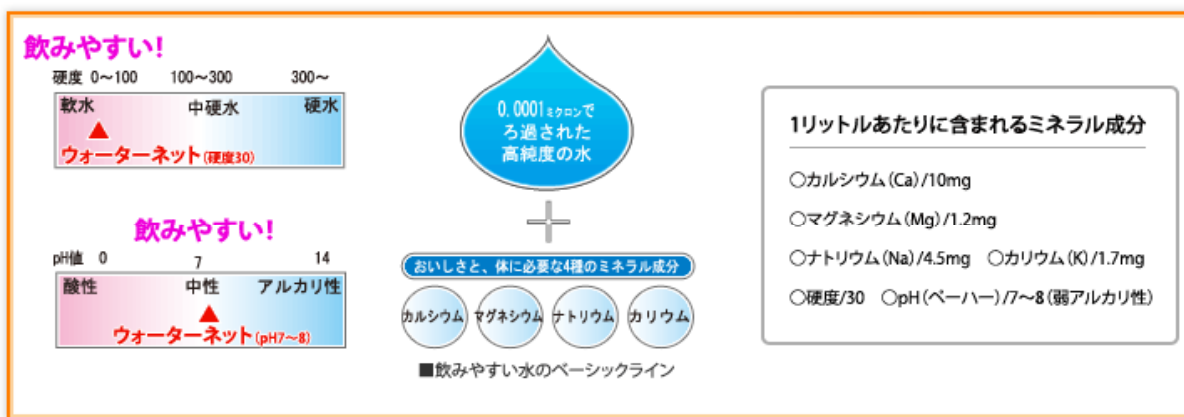 飲みやすい!
硬度 0～100 100～300 300～
軟水 中硬水 硬水
ウォーターネット(硬度30)
飲みやすい!
pH値 0 7 14
酸性 中性 アルカリ性
ウォーターネット(pH7～8)
0.0001ミクロンで
ろ過された
高純度の水
おいしさと、体に必要な4種のミネラル成分
カルシウム マグネシウム ナトリウム カリウム
■飲みやすい水のベーシックライン
1リットルあたりに含まれるミネラル成分
○カルシウム(Ca)/10mg
○マグネシウム(Mg)/1.2mg
○ナトリウム(Na)/4.5mg ○カリウム(K)/1.7mg
○硬度/30 ○pH(ペーハー)/7～8(弱アルカリ性)